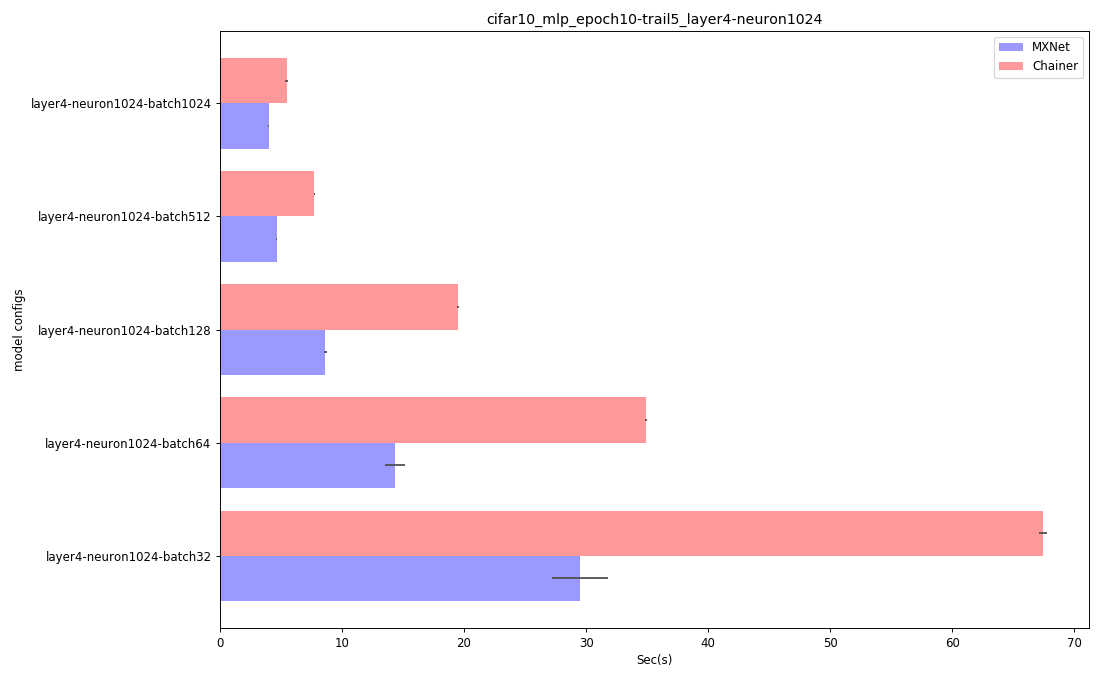 cifar10_mlp_epoch10-trail5_layer4-neuron1024
MXNet
Chainer
layer4-neuron1024-batch1024
layer4-neuron1024-batch512
layer4-neuron1024-batch128
layer4-neuron1024-batch64
layer4-neuron1024-batch32
model configs
0 10 20 30 40 50 60 70
Sec(s)